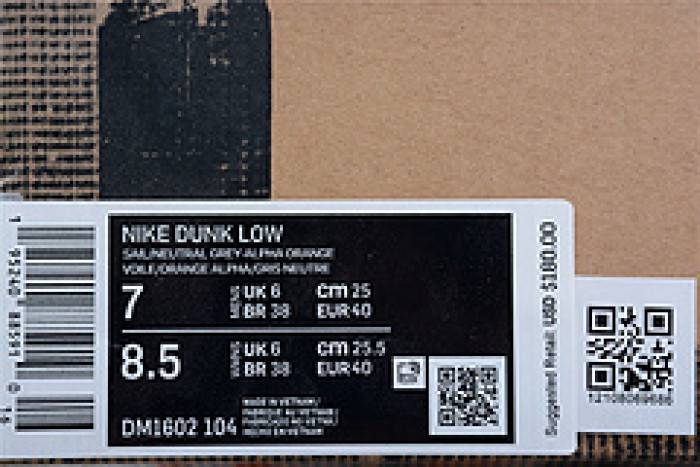 NIKE DUNK LOW
SAIL/NEUTRAL GREY-ALPHA ORANGE
VOILE/ORANGE ALPHA/GRIS NEUTRE
7 UK 6 cm 25
BR 38 EUR 40
8.5 UK 6 cm 25.5
BR 38 EUR 40
MADE IN VIETNAM /
FABRIQUÉ AU VIETNAM /
HECHO EN VIETNAM
DM1602 104
Suggested Retail: USD $180.00